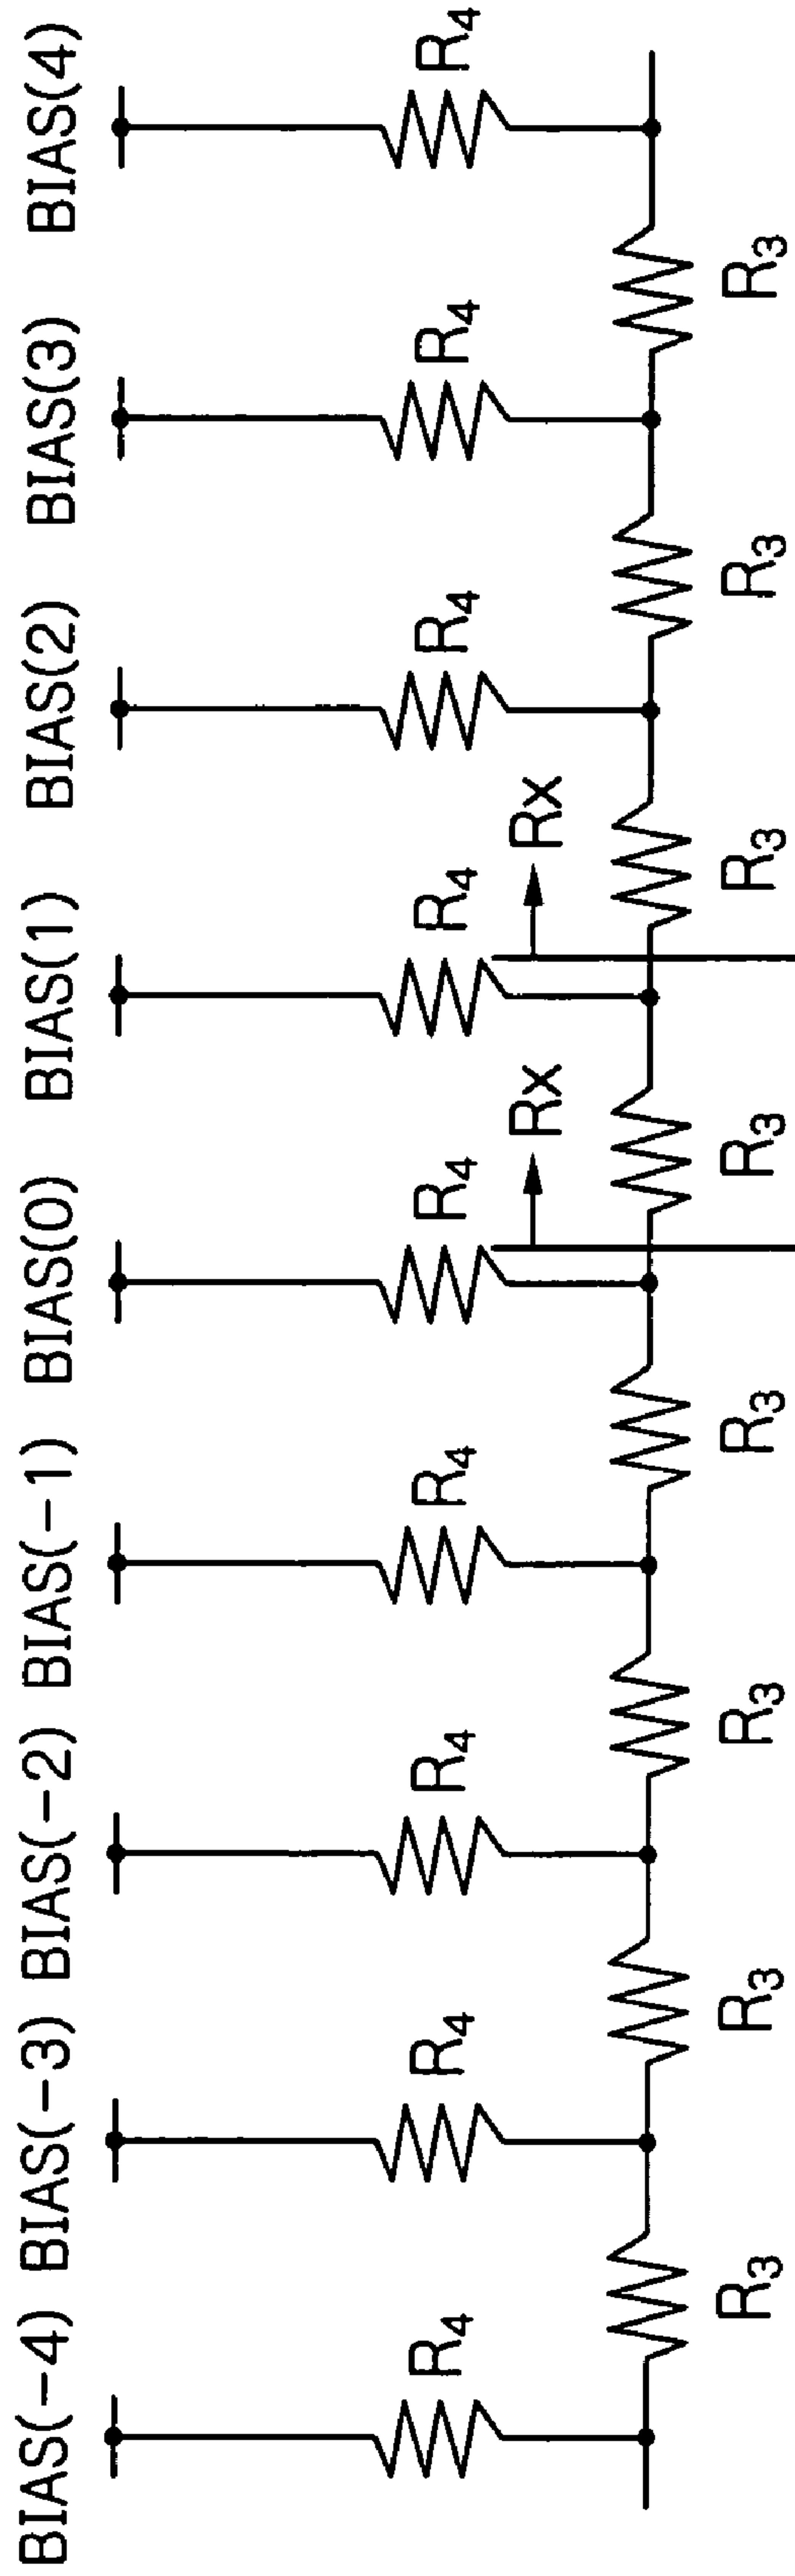 BIAS(−4) BIAS(−3) BIAS(−2) BIAS(−1) BIAS(0) BIAS(1) BIAS(2) BIAS(3) BIAS(4)
R4 R4 R4 R4 R4 R4 R4 R4 R4
Rx Rx
R3 R3 R3 R3 R3 R3 R3 R3